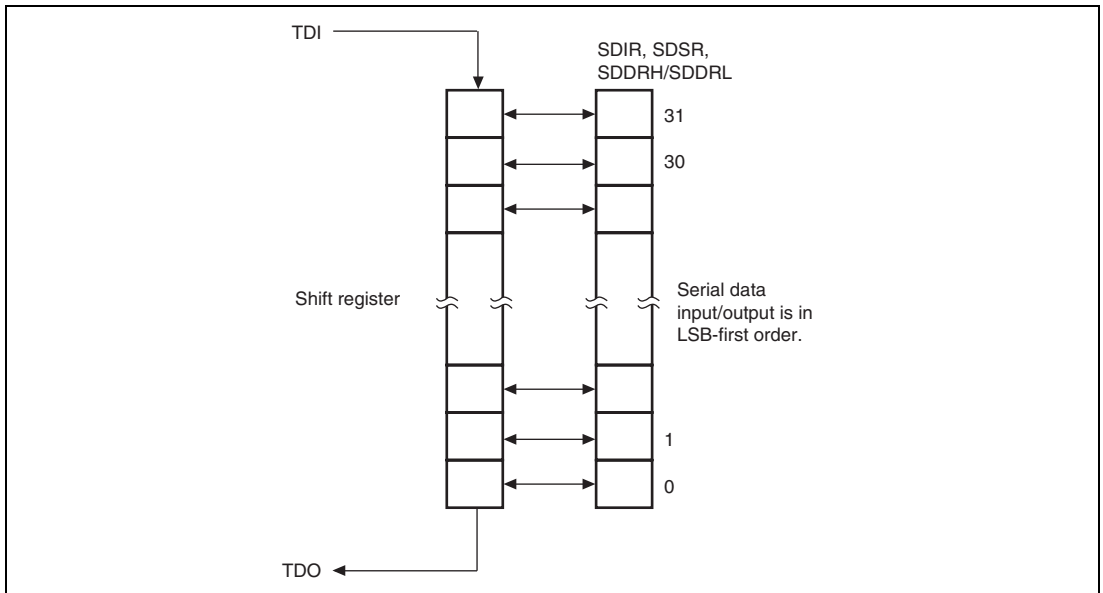 TDI
SDIR, SDSR,
SDDRH/SDDRL
31
30
Shift register
Serial data
input/output is in
LSB-first order.
1
0
TDO